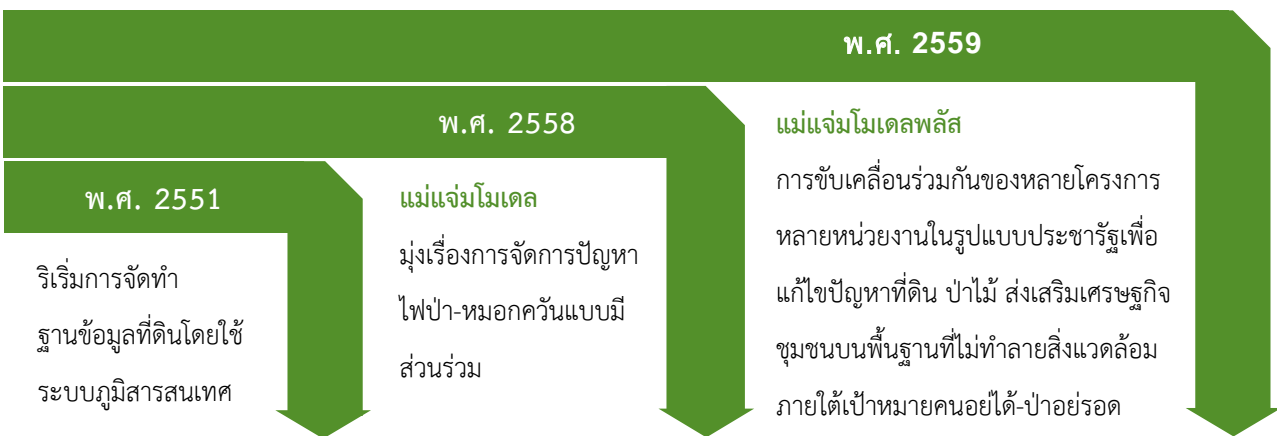 พ.ศ. 2551
ริเริ่มการจัดทำ
ฐานข้อมูลที่ดินโดยใช้
ระบบภูมิสารสนเทศ
พ.ศ. 2558
แม่แจ่มโมเดล
มุ่งเรื่องการจัดการปัญหา
ไฟป่า-หมอกควันแบบมี
ส่วนร่วม
พ.ศ. 2559
แม่แจ่มโมเดลพลัส
การขับเคลื่อนร่วมกันของหลายโครงการ
หลายหน่วยงานในรูปแบบประชารัฐเพื่อ
แก้ไขปัญหาที่ดิน ป่าไม้ ส่งเสริมเศรษฐกิจ
ชุมชนบนพื้นฐานที่ไม่ทำลายสิ่งแวดล้อม
ภายใต้เป้าหมายคนอยู่ได้-ป่าอยู่รอด